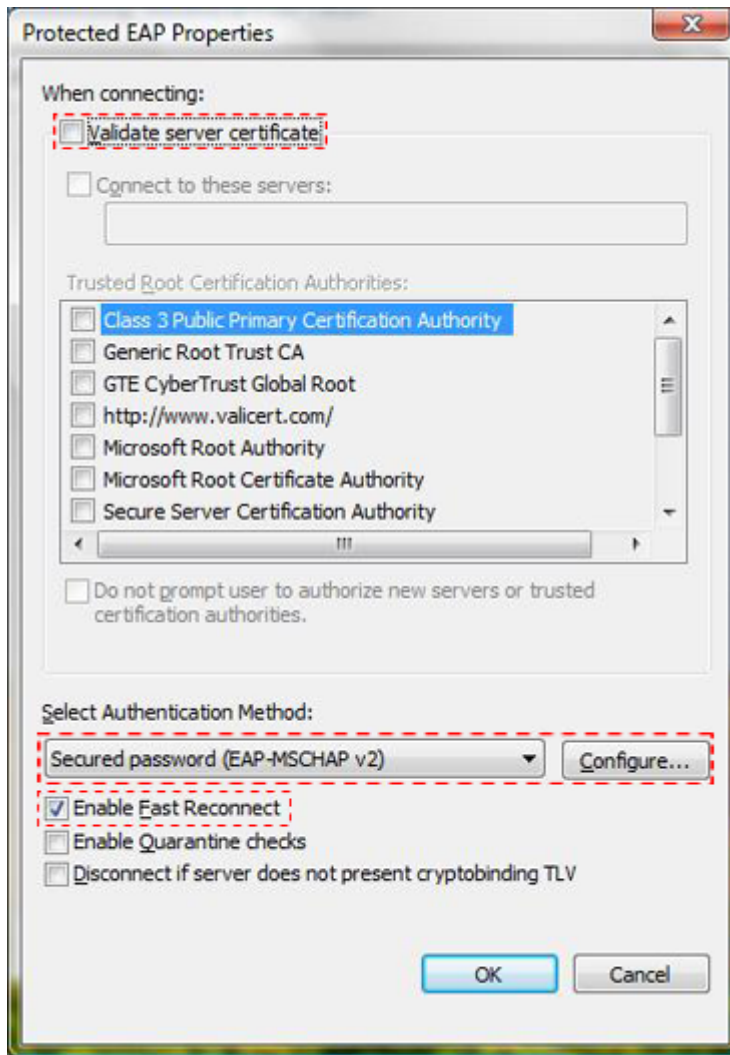 Protected EAP Properties
When connecting:
Validate server certificate
Connect to these servers:
Trusted Root Certification Authorities:
Class 3 Public Primary Certification Authority
Generic Root Trust CA
GTE CyberTrust Global Root
http://www.valicert.com/
Microsoft Root Authority
Microsoft Root Certificate Authority
Secure Server Certification Authority
Do not prompt user to authorize new servers or trusted
certification authorities.
Select Authentication Method:
Secured password (EAP-MSCHAP v2) Configure...
Enable Fast Reconnect
Enable Quarantine checks
Disconnect if server does not present cryptobinding TLV
OK Cancel